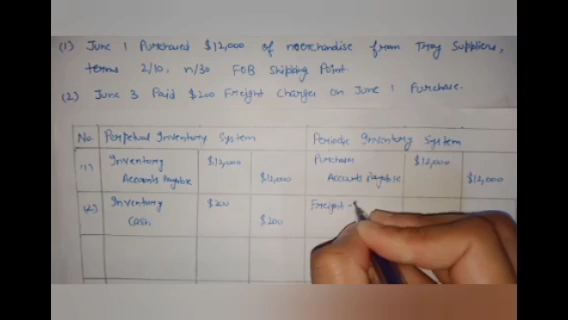 (1) June 1 Purchased $12,000 of merchandise from Troy Suppliers,
terms 2/10, n/30 FOB Shipping Point.
(2) June 3 Paid $200 Freight Charges on June 1 Purchase.
No. Perpetual Inventory System Periodic Inventory System
(1) Inventory $12,000 Purchases $12,000
Accounts Payable $12,000 Accounts Payable $12,000
(2) Inventory $200 Freight -
Cash $200